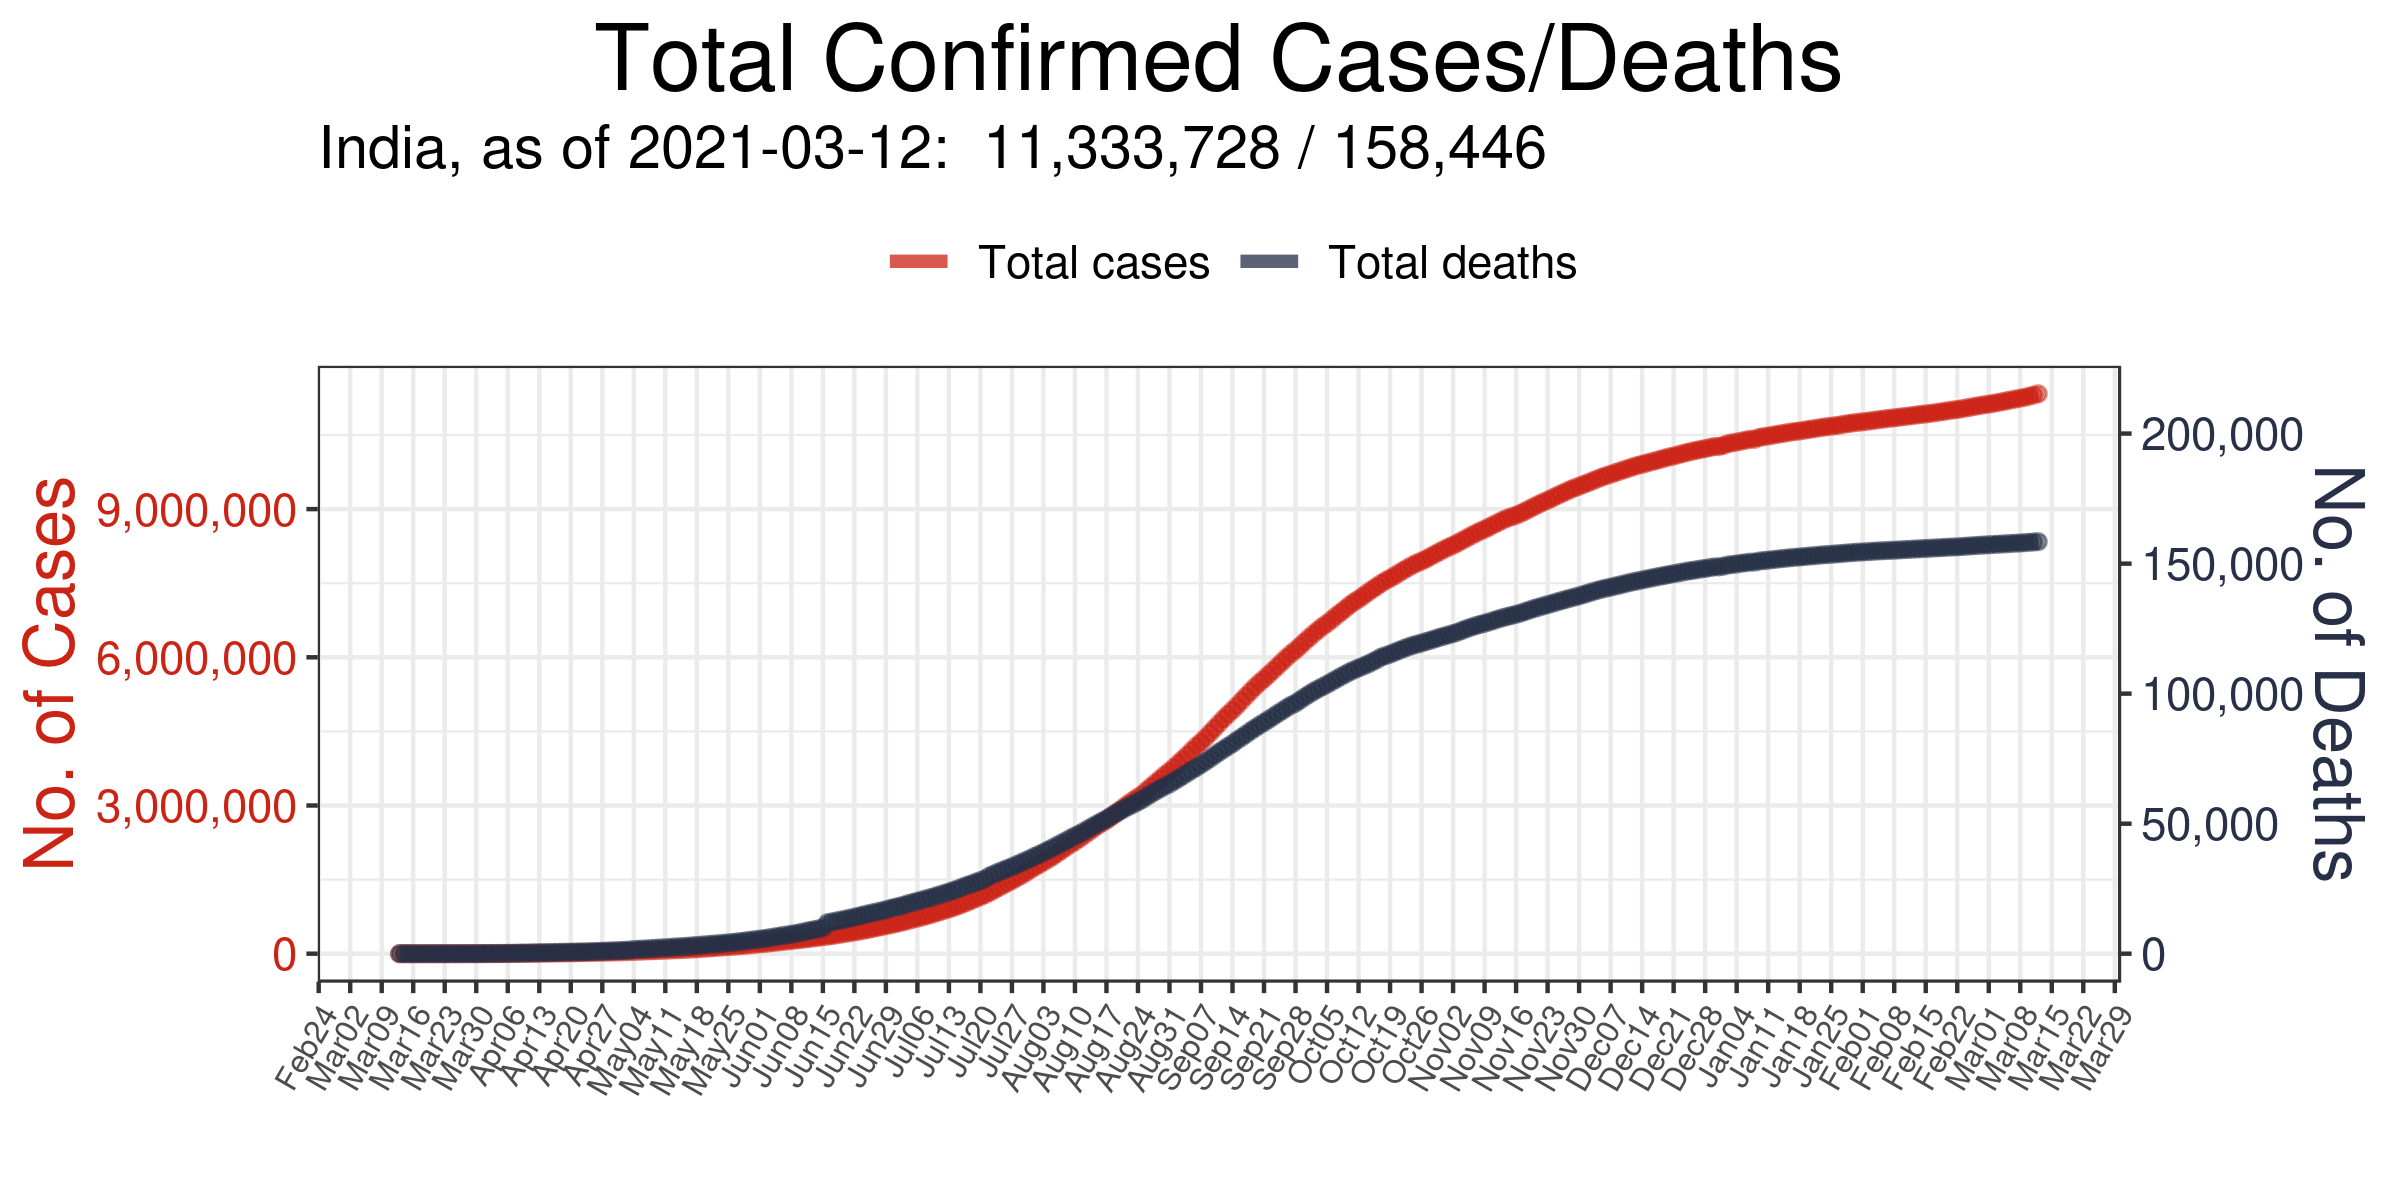 Total Confirmed Cases/Deaths
India, as of 2021-03-12:  11,333,728 / 158,446
Total cases
Total deaths
No. of Cases
9,000,000
6,000,000
3,000,000
0
200,000
150,000
100,000
50,000
0
No. of Deaths
Feb24
Mar02
Mar09
Mar16
Mar23
Mar30
Apr06
Apr13
Apr20
Apr27
May04
May11
May18
May25
Jun01
Jun08
Jun15
Jun22
Jun29
Jul06
Jul13
Jul20
Jul27
Aug03
Aug10
Aug17
Aug24
Aug31
Sep07
Sep14
Sep21
Sep28
Oct05
Oct12
Oct19
Oct26
Nov02
Nov09
Nov16
Nov23
Nov30
Dec07
Dec14
Dec21
Dec28
Jan04
Jan11
Jan18
Jan25
Feb01
Feb08
Feb15
Feb22
Mar01
Mar08
Mar15
Mar22
Mar29